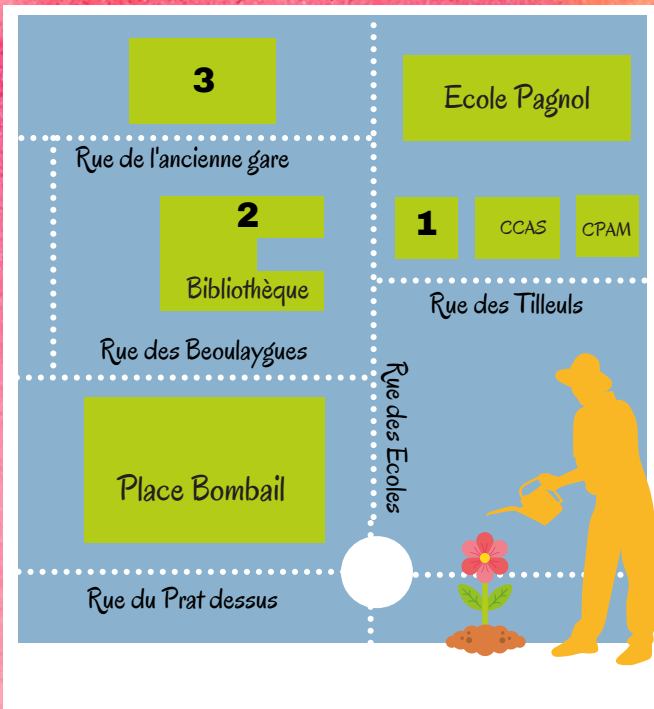 3
Ecole Pagnol
Rue de l'ancienne gare
2
1
CCAS
CPAM
Bibliothèque
Rue des Tilleuls
Rue des Beoulaygues
Rue des Ecoles
Place Bombail
Rue du Prat dessus